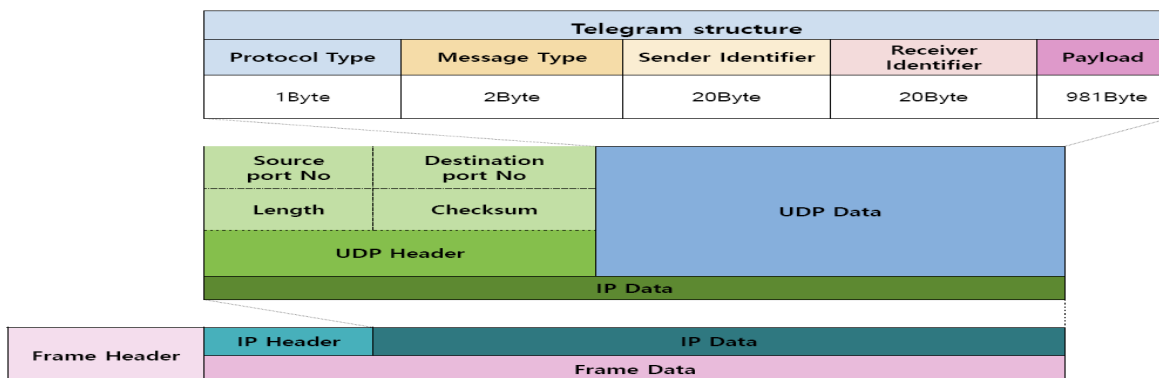 Telegram structure
Protocol Type
Message Type
Sender Identifier
Receiver
Identifier
Payload
1Byte
2Byte
20Byte
20Byte
981Byte
Source
port No
Destination
port No
Length
Checksum
UDP Header
UDP Data
IP Data
Frame Header
IP Header
IP Data
Frame Data